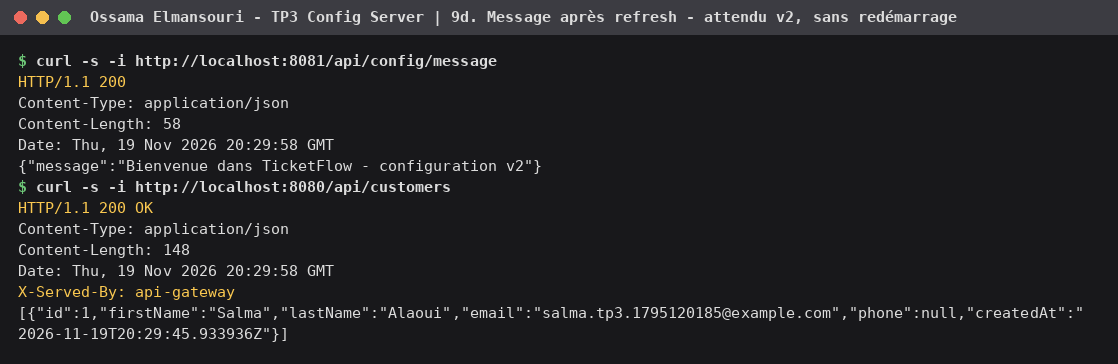 Ossama Elmansouri - TP3 Config Server | 9d. Message après refresh - attendu v2, sans redémarrage
$ curl -s -i http://localhost:8081/api/config/message
HTTP/1.1 200
Content-Type: application/json
Content-Length: 58
Date: Thu, 19 Nov 2026 20:29:58 GMT
{"message":"Bienvenue dans TicketFlow - configuration v2"}
$ curl -s -i http://localhost:8080/api/customers
HTTP/1.1 200 OK
Content-Type: application/json
Content-Length: 148
Date: Thu, 19 Nov 2026 20:29:58 GMT
X-Served-By: api-gateway
[{"id":1,"firstName":"Salma","lastName":"Alaoui","email":"salma.tp3.1795120185@example.com","phone":null,"createdAt":"
2026-11-19T20:29:45.933936Z"}]